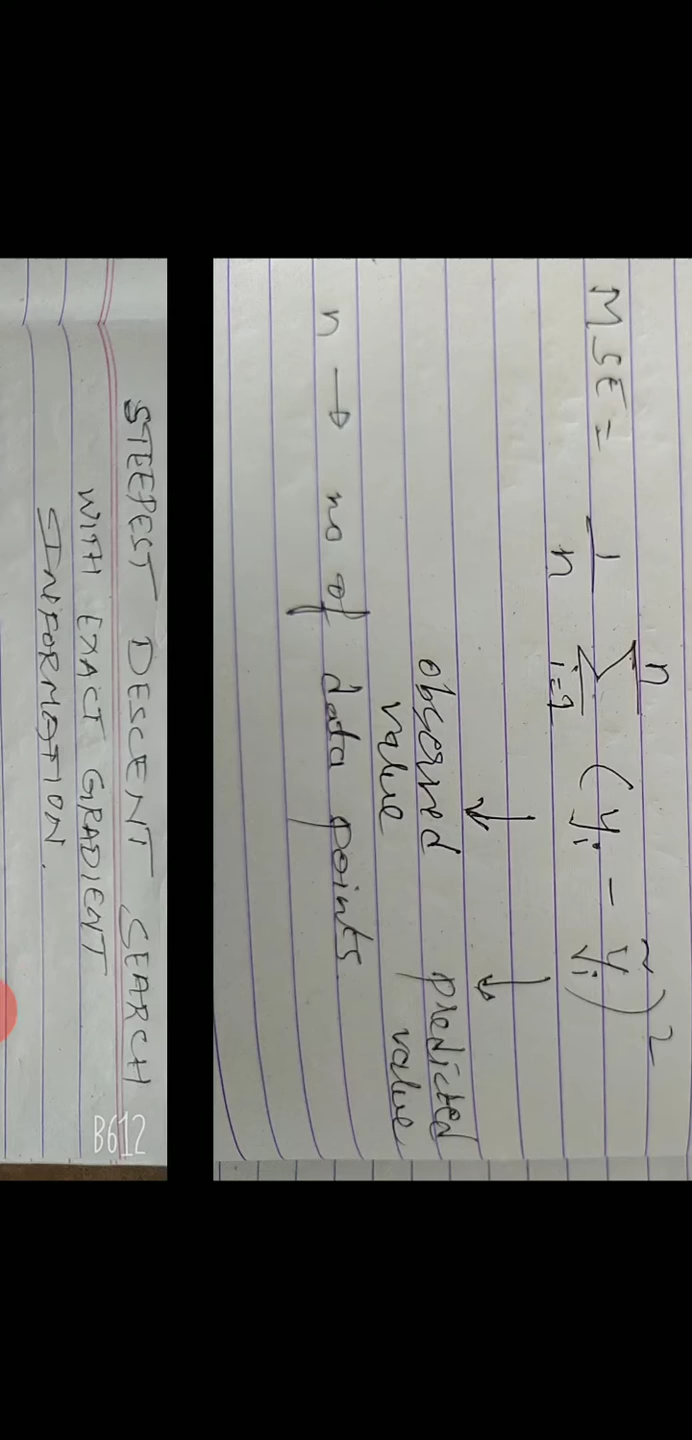 MSE = 1/n Σ_{i=1}^{n} (yi - ỹi)²
↓ ↓
observed predicted
value value
n → no of data points.
STEEPEST DESCENT SEARCH
WITH EXACT GRADIENT
INFORMATION.
B612